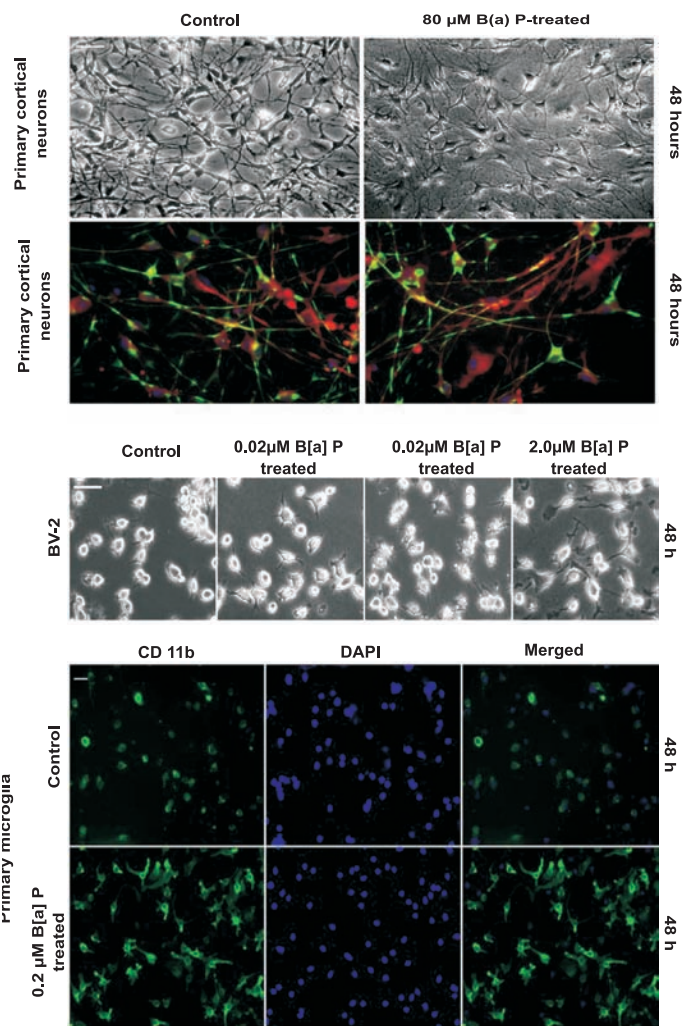 Control
80 µM B(a) P-treated
Primary cortical
neurons
48 hours
Primary cortical
neurons
48 hours
Control
0.02µM B[a] P
treated
0.02µM B[a] P
treated
2.0µM B[a] P
treated
BV-2
48 h
CD 11b
DAPI
Merged
Primary microglia
Control
48 h
0.2 µM B[a] P
treated
48 h